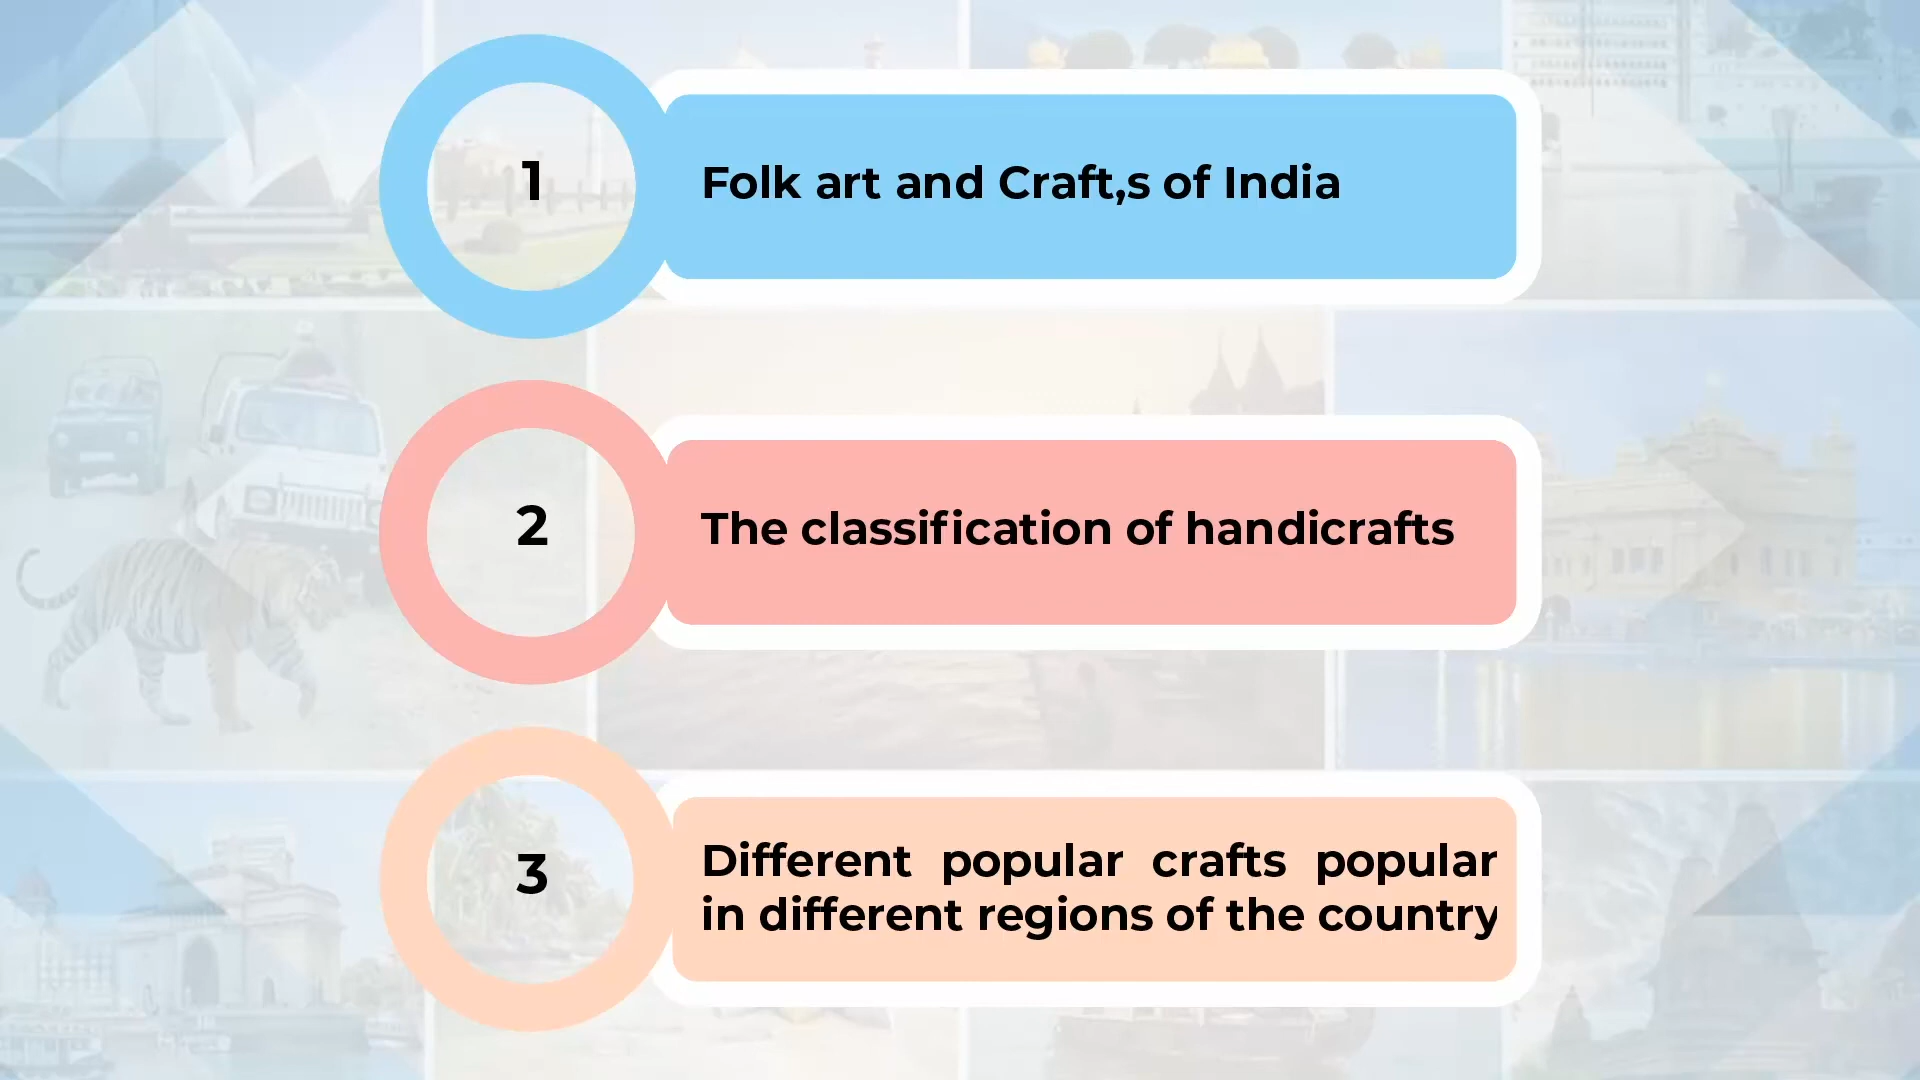 1
Folk art and Craft,s of India
2
The classification of handicrafts
3
Different popular crafts popular
in different regions of the country